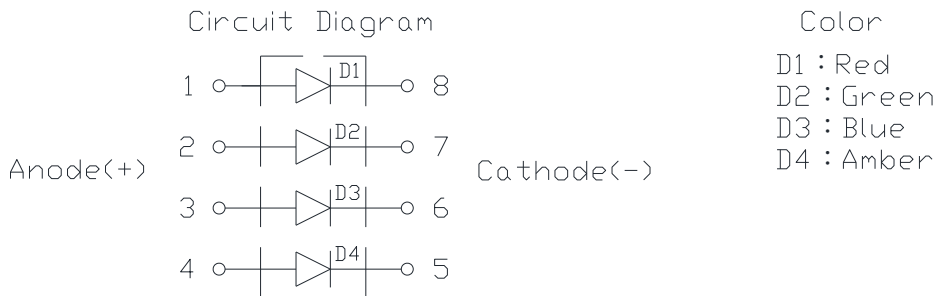 Circuit Diagram
1 D1 8
2 D2 7
3 D3 6
4 D4 5
Anode(+)
Cathode(-)
Color
D1 : Red
D2 : Green
D3 : Blue
D4 : Amber